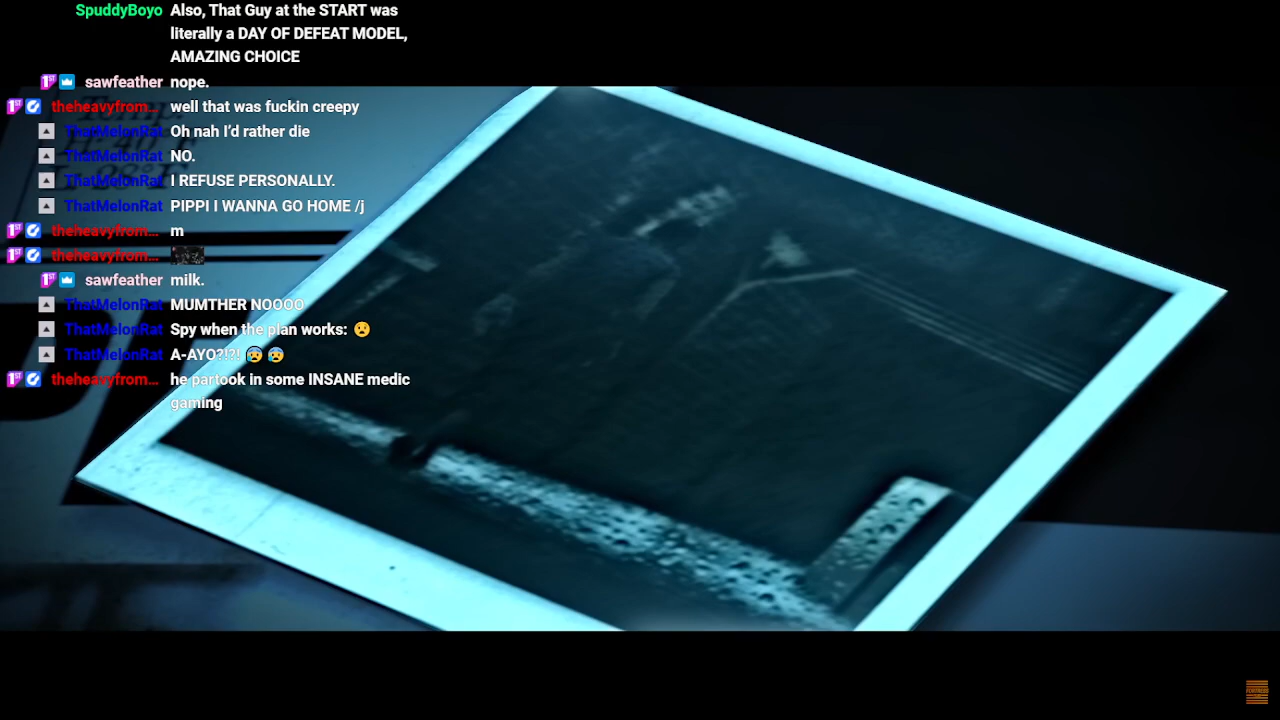 SpuddyBoyo Also, That Guy at the START was
literally a DAY OF DEFEAT MODEL,
AMAZING CHOICE
sawfeather nope.
theheavyfrom... well that was fuckin creepy
ThatMelonRat Oh nah I'd rather die
ThatMelonRat NO.
ThatMelonRat I REFUSE PERSONALLY.
ThatMelonRat PIPPI I WANNA GO HOME /j
theheavyfrom... m
theheavyfrom...
sawfeather milk.
ThatMelonRat MUMTHER NOOOO
ThatMelonRat Spy when the plan works: 😧
ThatMelonRat A-AYO?!?! 😰 😰
theheavyfrom... he partook in some INSANE medic
gaming